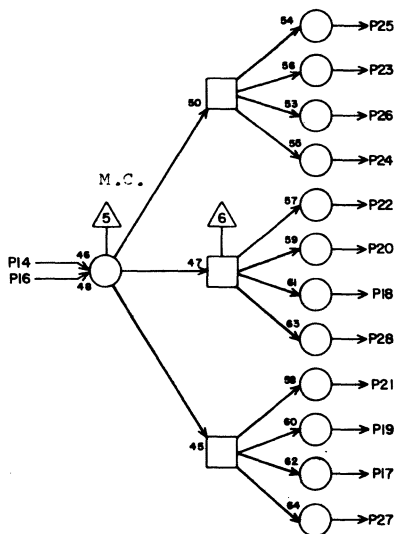 54 P25
56 P23
50 53 P26
55 P24
M.C.
5 6 57 P22
P14 46 47 59 P20
P16 48 61 P18
63 P28
58 P21
60 P19
45 62 P17
64 P27